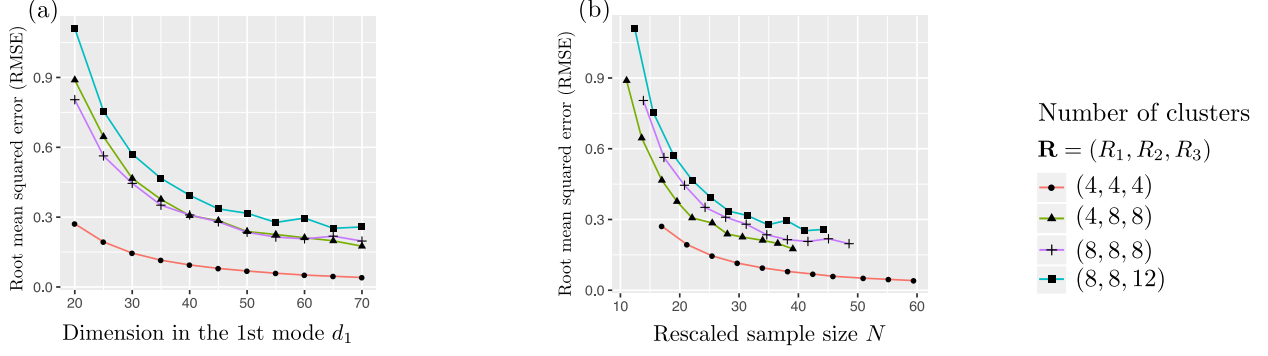 (a)
Root mean squared error (RMSE)
0.9
0.6
0.3
0.0
20 30 40 50 60 70
Dimension in the 1st mode d₁
(b)
Root mean squared error (RMSE)
0.9
0.6
0.3
0.0
10 20 30 40 50 60
Rescaled sample size N
Number of clusters
R = (R₁, R₂, R₃)
(4, 4, 4)
(4, 8, 8)
(8, 8, 8)
(8, 8, 12)